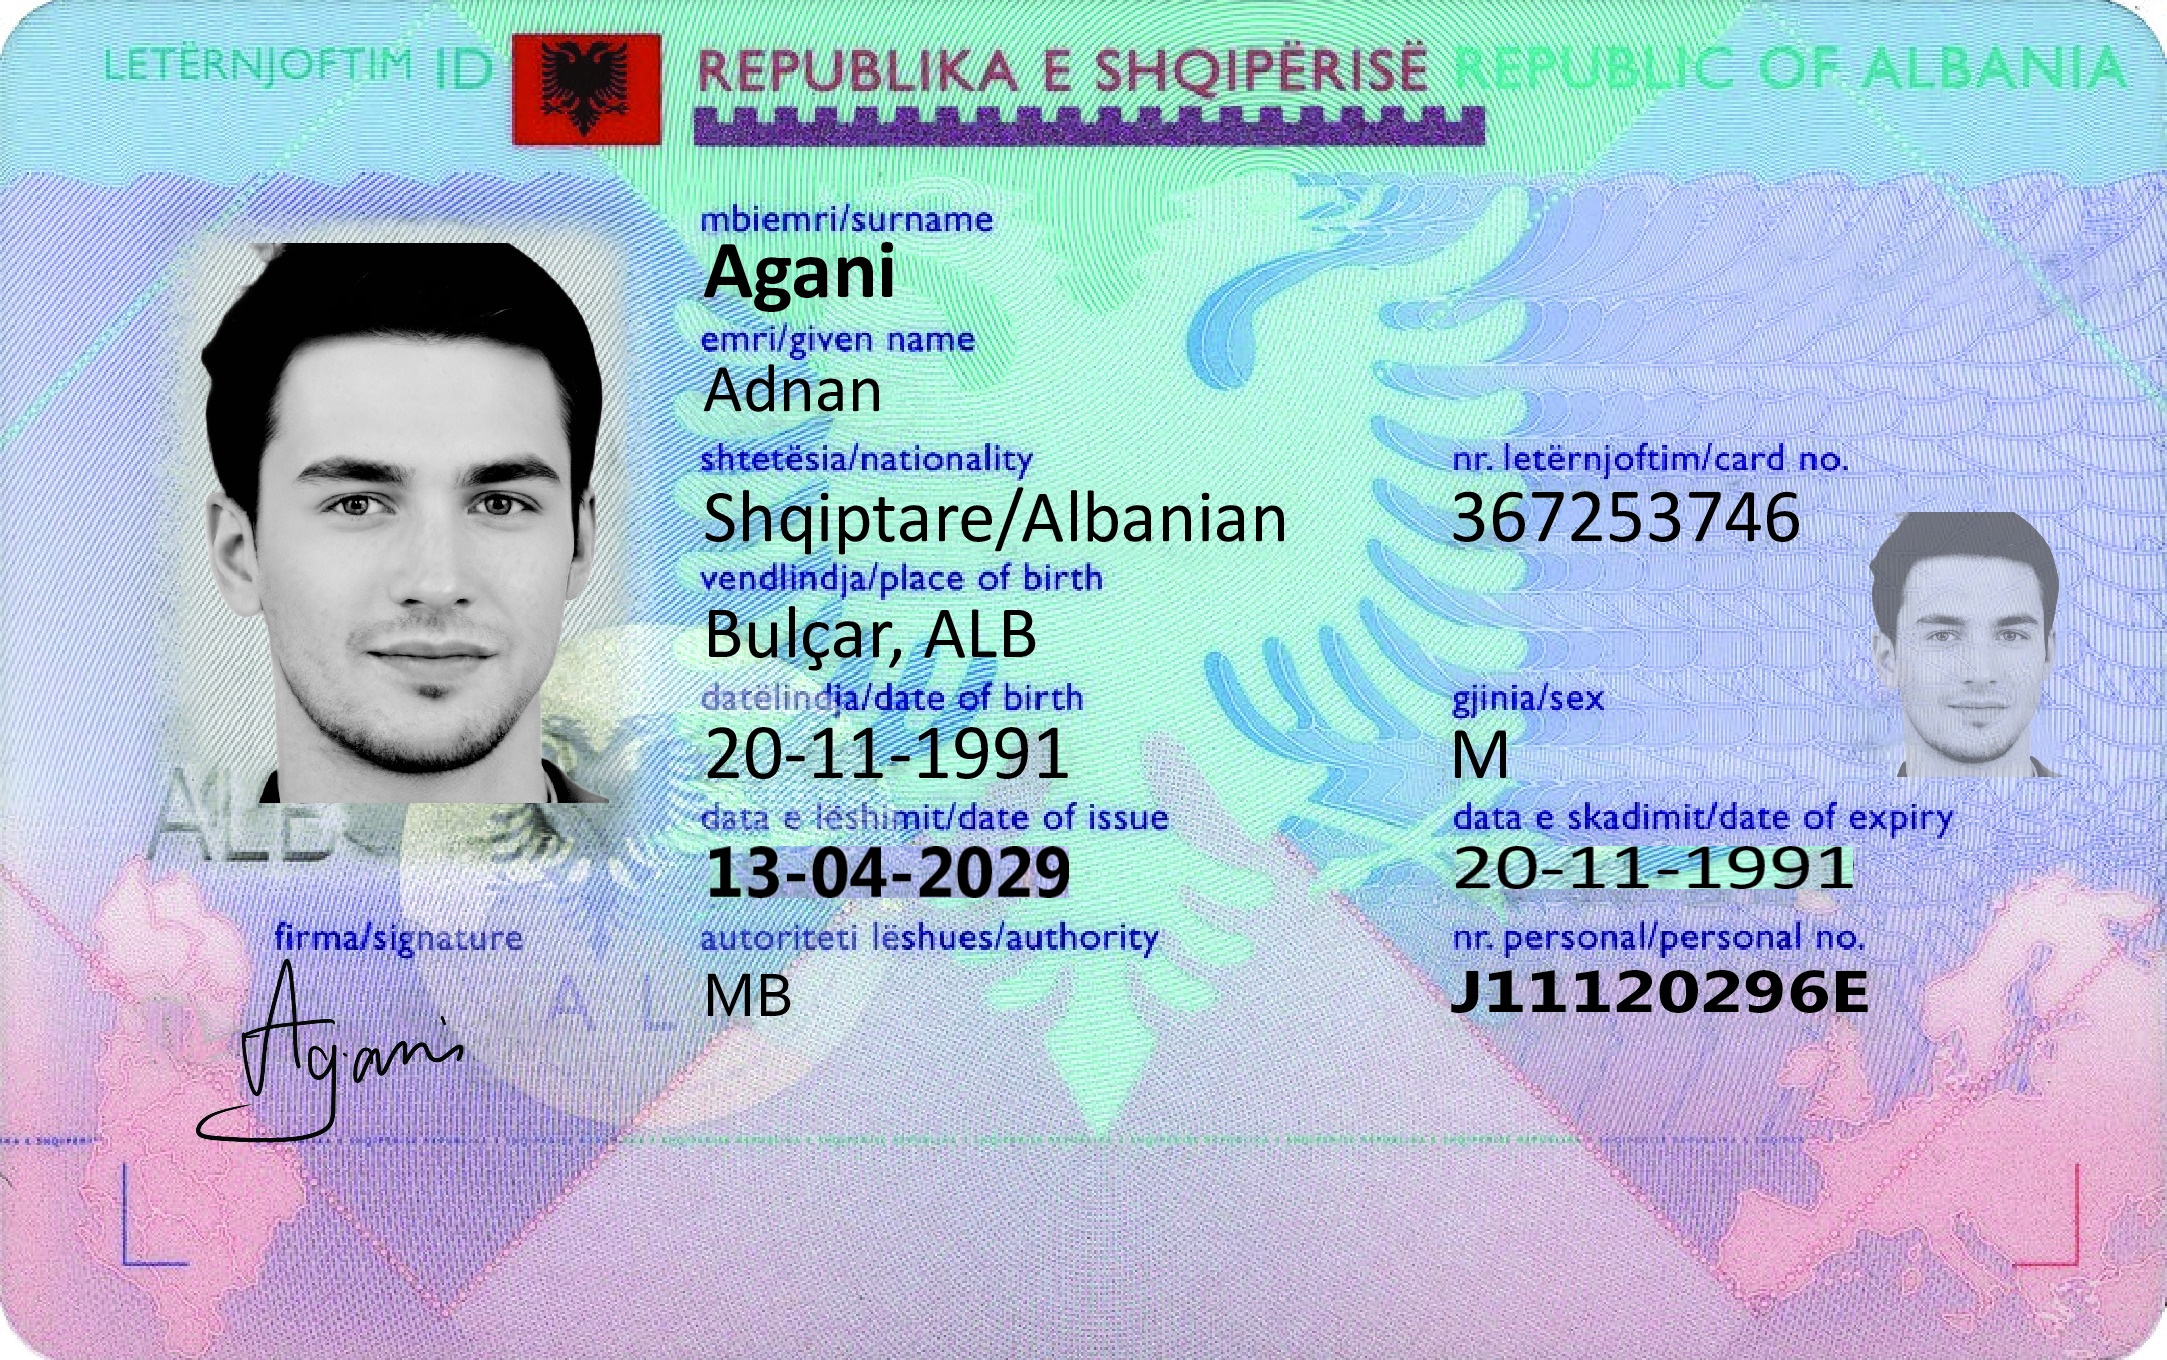 LETËRNJOFTIM ID REPUBLIKA E SHQIPËRISË REPUBLIC OF ALBANIA
mbiemri/surname
Agani
emri/given name
Adnan
shtetësia/nationality
Shqiptare/Albanian
nr. letërnjoftim/card no.
367253746
vendlindja/place of birth
Bulçar, ALB
datëlindja/date of birth
20-11-1991
gjinia/sex
M
data e lëshimit/date of issue
13-04-2029
data e skadimit/date of expiry
20-11-1991
autoriteti lëshues/authority
MB
nr. personal/personal no.
J11120296E
ALB
firma/signature
Agani
A L